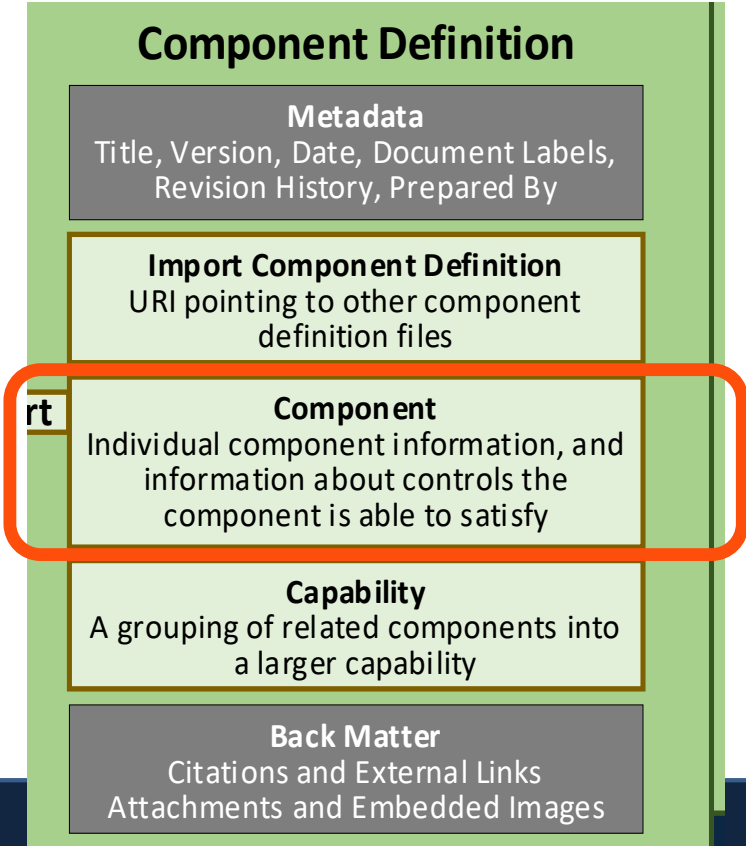 Component Definition
Metadata
Title, Version, Date, Document Labels,
Revision History, Prepared By
Import Component Definition
URI pointing to other component
definition files
rt
Component
Individual component information, and
information about controls the
component is able to satisfy
Capability
A grouping of related components into
a larger capability
Back Matter
Citations and External Links
Attachments and Embedded Images